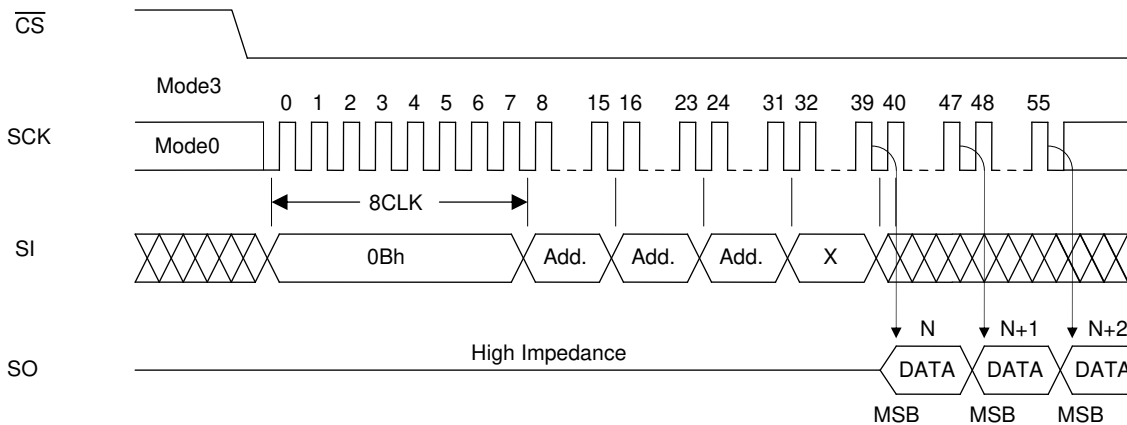 CS
Mode3
0 1 2 3 4 5 6 7 8 15 16 23 24 31 32 39 40 47 48 55
SCK
Mode0
8CLK
SI
0Bh Add. Add. Add. X
N N+1 N+2
High Impedance
SO
DATA DATA DATA
MSB MSB MSB